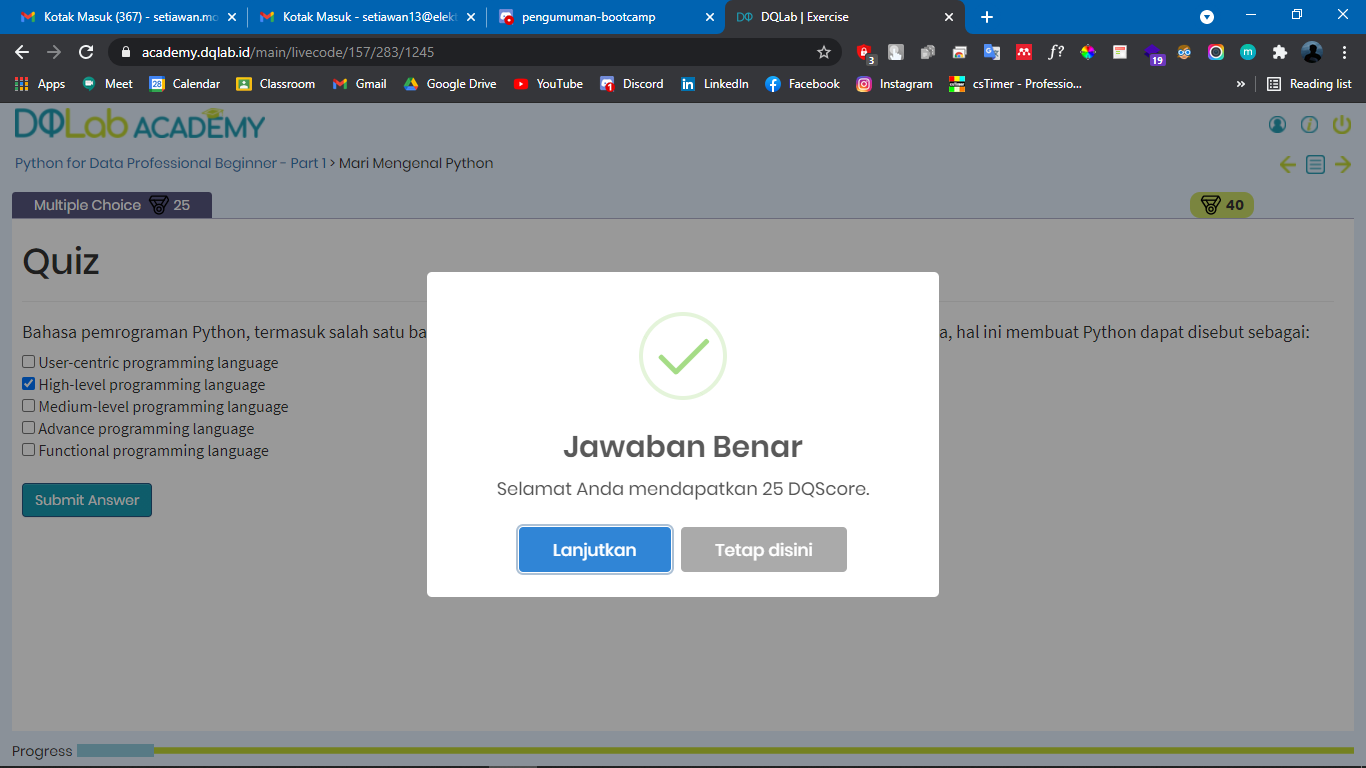 Kotak Masuk (367) - setiawan.mo
Kotak Masuk - setiawan13@elekt
pengumuman-bootcamp
DQLab | Exercise
academy.dqlab.id/main/livecode/157/283/1245
3
f?
m
19
Apps
Meet
28
Calendar
Classroom
Gmail
Google Drive
YouTube
Discord
LinkedIn
Facebook
Instagram
csTimer - Professio...
»
Reading list
DQLab ACADEMY
Python for Data Professional Beginner - Part 1 > Mari Mengenal Python
Multiple Choice 25
40
Quiz
Bahasa pemrograman Python, termasuk salah satu ba
a, hal ini membuat Python dapat disebut sebagai:
User-centric programming language
High-level programming language
Medium-level programming language
Advance programming language
Functional programming language
Submit Answer
Jawaban Benar
Selamat Anda mendapatkan 25 DQScore.
Lanjutkan
Tetap disini
Progress